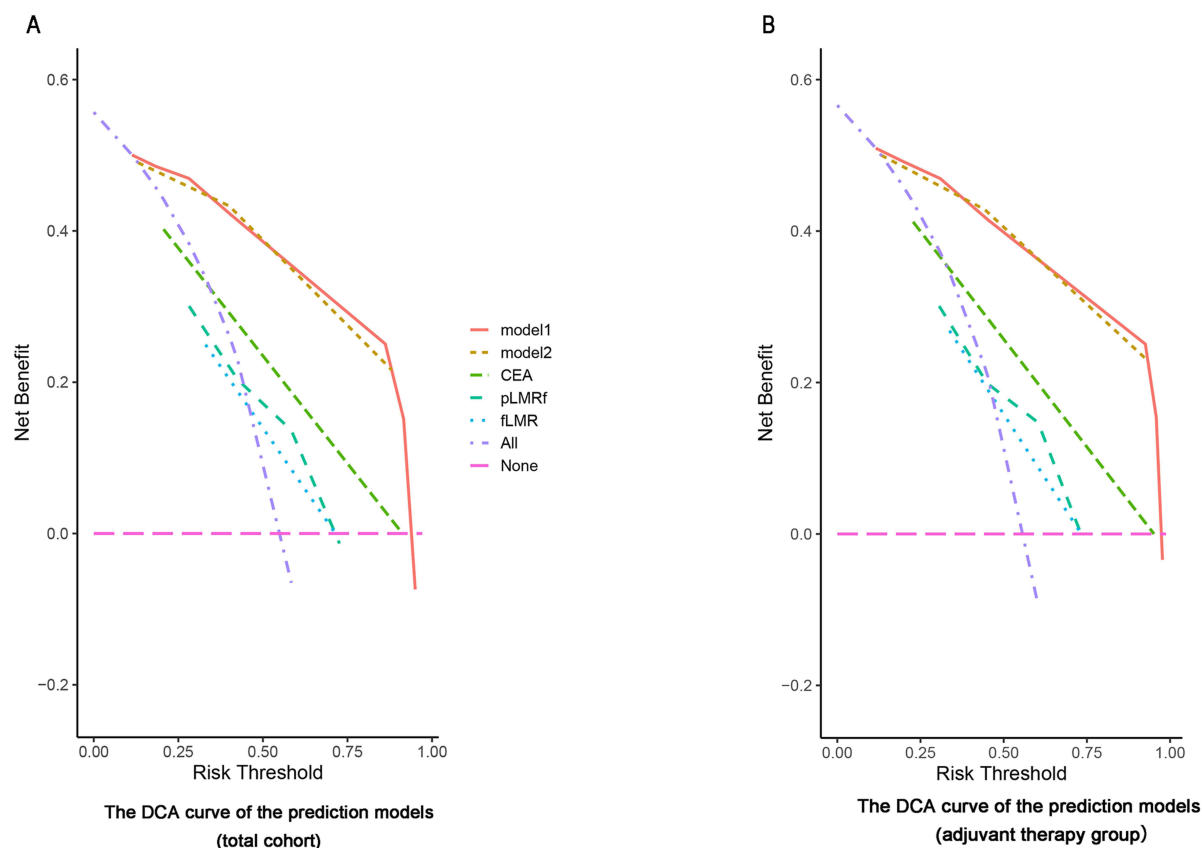 A
0.6
0.4
0.2
0.0
−0.2
Net Benefit
0.00
0.25
0.50
0.75
1.00
Risk Threshold
The DCA curve of the prediction models
(total cohort)
model1
model2
CEA
pLMRf
fLMR
All
None
B
0.6
0.4
0.2
0.0
−0.2
Net Benefit
0.00
0.25
0.50
0.75
1.00
Risk Threshold
The DCA curve of the prediction models
(adjuvant therapy group)